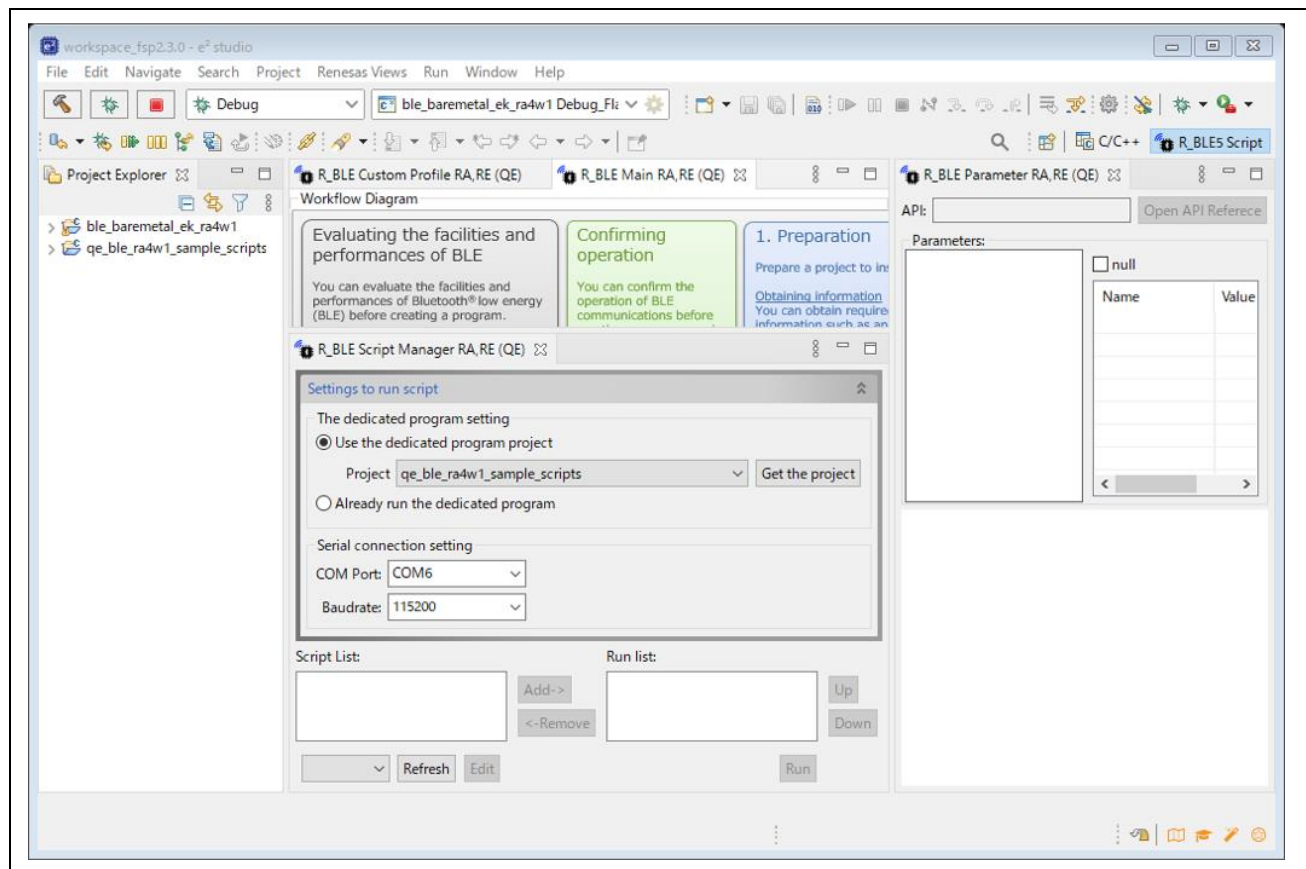 workspace_fsp2.3.0 - e² studio
File Edit Navigate Search Project Renesas Views Run Window Help
Debug
ble_baremetal_ek_ra4w1 Debug_Fl
C/C++
R_BLE5 Script
Project Explorer
ble_baremetal_ek_ra4w1
qe_ble_ra4w1_sample_scripts
R_BLE Custom Profile RA,RE (QE)
R_BLE Main RA,RE (QE)
Workflow Diagram
Evaluating the facilities and
performances of BLE
You can evaluate the facilities and
performances of Bluetooth® low energy
(BLE) before creating a program.
Confirming
operation
You can confirm the
operation of BLE
communications before
1. Preparation
Prepare a project to in
Obtaining information
You can obtain require
information such as an
R_BLE Script Manager RA,RE (QE)
Settings to run script
The dedicated program setting
Use the dedicated program project
Project qe_ble_ra4w1_sample_scripts Get the project
Already run the dedicated program
Serial connection setting
COM Port: COM6
Baudrate: 115200
Script List:
Run list:
Add->
<-Remove
Up
Down
Refresh Edit
Run
R_BLE Parameter RA,RE (QE)
API: Open API Referece
Parameters:
null
Name Value